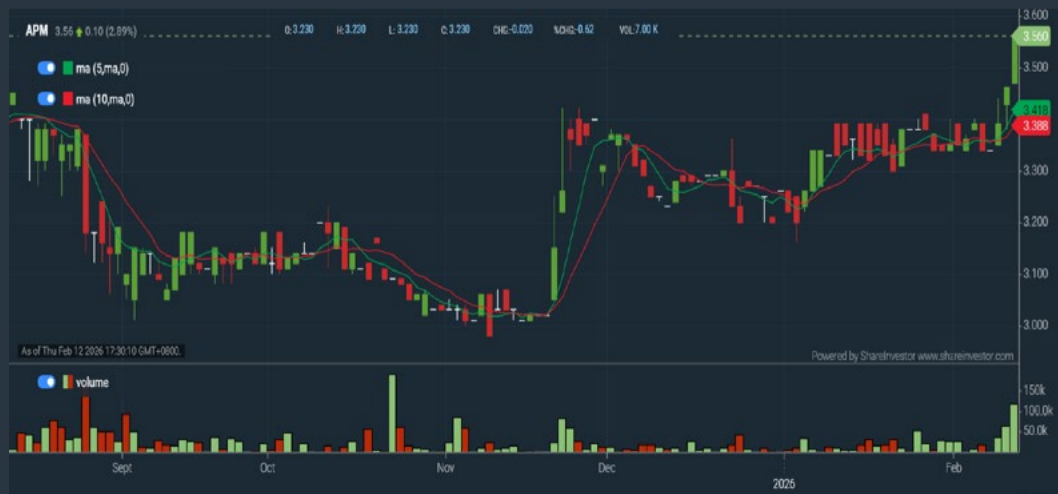 APM 3.56 0.10 (2.89%) O: 3.230 H: 3.230 L: 3.230 C: 3.230 CHG:-0.020 %CHG:-0.62 VOL:7.00 K
ma (5,ma,0)
ma (10,ma,0)
3.600
3.560
3.500
3.418
3.388
3.300
3.200
3.100
3.000
As of Thu Feb 12 2026 17:30:10 GMT+0800.
Powered by ShareInvestor www.shareinvestor.com
volume
150k
100.0k
50.0k
Sept Oct Nov Dec Feb
2026